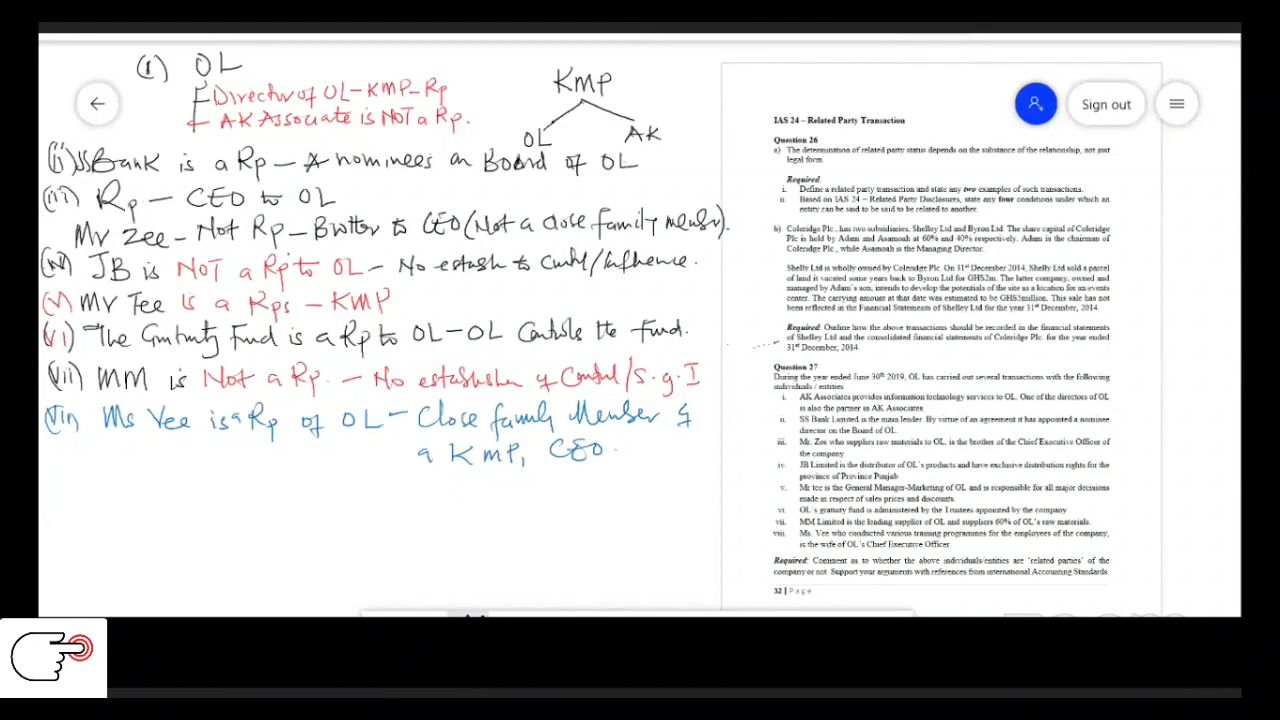 (i) OL
Director of OL-KMP-Rp
AK Associate is NOT a Rp.
KMP
OL AK
(ii) SSBank is a Rp - A nominees on Board of OL
(iii) Rp - CEO to OL
Mr Zee - Not Rp - Brother to CEO (Not a close family member).
(iv) JB is NOT a Rp to OL - No estash to Cuntul/Influence.
(v) Mr Tee is a Rps - KMP
(vi) The Gratuity Fund is a Rp to OL-OL Controls the fund.
(vii) MM is Not a Rp. - No establishm of Control/S.g.I
(viii) Ms Vee is a Rp of OL - Close family Member of
a KMP, CEO.
Sign out
IAS 24 – Related Party Transaction
Question 26
a) The determination of related party status depends on the substance of the relationship, not just
legal form.
Required:
i. Define a related party transaction and state any two examples of such transactions.
ii. Based on IAS 24 – Related Party Disclosures, state any four conditions under which an
entity can be said to be said to be related to another.
b) Coleridge Plc., has two subsidiaries, Shelley Ltd and Byron Ltd. The share capital of Coleridge
Plc is held by Adam and Asamoah at 60% and 40% respectively. Adam is the chairman of
Coleridge Plc., while Asamoah is the Managing Director.
Shelly Ltd is wholly owned by Coleridge Plc. On 31st December 2014, Shelly Ltd sold a parcel
of land it vacated some years back to Byron Ltd for GHS2m. The latter company, owned and
managed by Adam's son, intends to develop the potentials of the site as a location for an events
center. The carrying amount at that date was estimated to be GHS5million. This sale has not
been reflected in the Financial Statements of Shelley Ltd for the year 31st December, 2014.
Required: Outline how the above transactions should be recorded in the financial statements
of Shelley Ltd and the consolidated financial statements of Coleridge Plc. for the year ended
31st December, 2014.
Question 27
During the year ended June 30th 2019, OL has carried out several transactions with the following
individuals / entities
i. AK Associates provides information technology services to OL. One of the directors of OL
is also the partner in AK Associates.
ii. SS Bank Limited is the main lender. By virtue of an agreement it has appointed a nominee
director on the Board of OL.
iii. Mr. Zee who supplies raw materials to OL, is the brother of the Chief Executive Officer of
the company.
iv. JB Limited is the distributor of OL's products and have exclusive distribution rights for the
province of Province Punjab
v. Mr tee is the General Manager-Marketing of OL and is responsible for all major decisions
made in respect of sales prices and discounts.
vi. OL's gratuity fund is administered by the Trustees appointed by the company
vii. MM Limited is the leading supplier of OL and suppliers 60% of OL's raw materials.
viii. Ms. Vee who conducted various training programmes for the employees of the company,
is the wife of OL's Chief Executive Officer.
Required: Comment as to whether the above individuals/entities are 'related parties' of the
company or not. Support your arguments with references from international Accounting Standards.
32 | Page